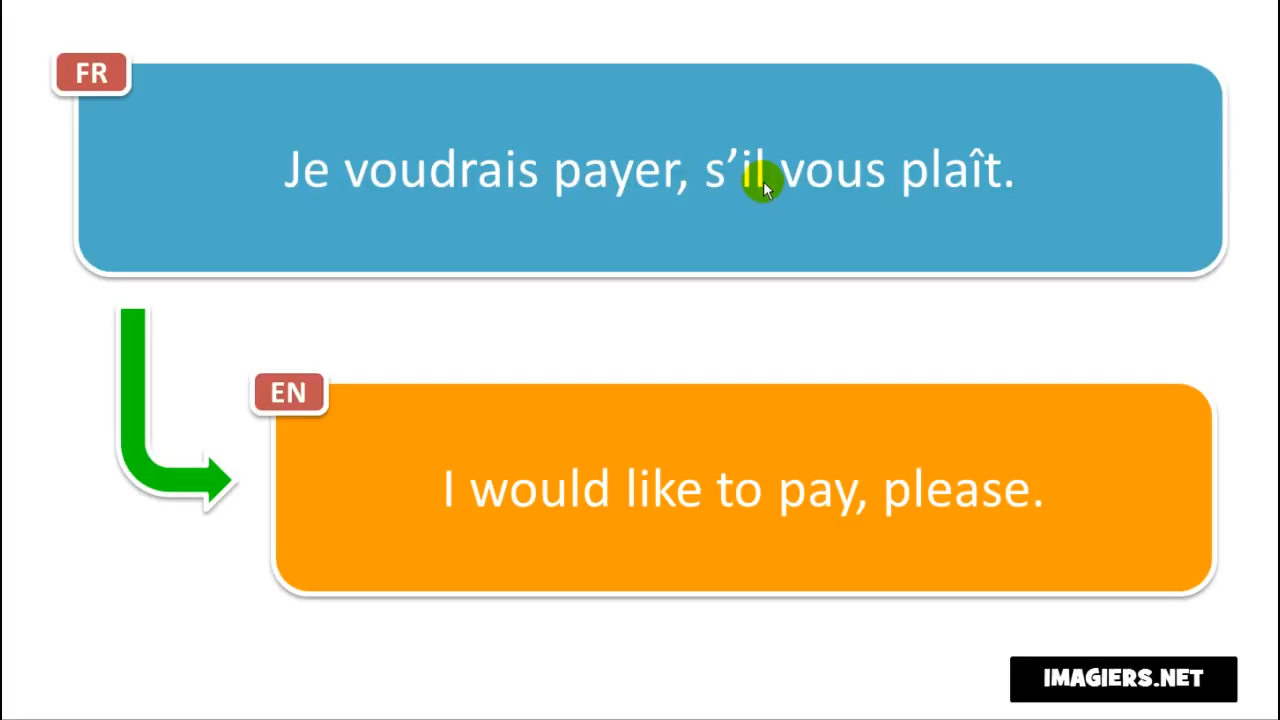 FR
Je voudrais payer, s’il vous plaît.
EN
I would like to pay, please.
IMAGIERS.NET